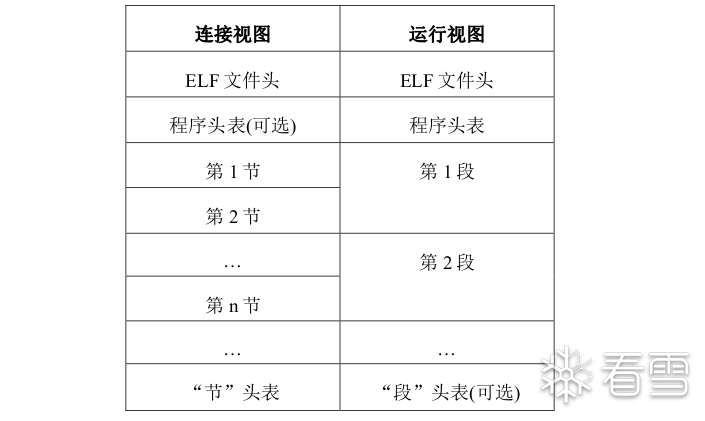 连接视图 运行视图
ELF 文件头 ELF 文件头
程序头表(可选) 程序头表
第 1 节 第 1 段
第 2 节
… 第 2 段
第 n 节
… …
“节”头表 “段”头表(可选)
看雪